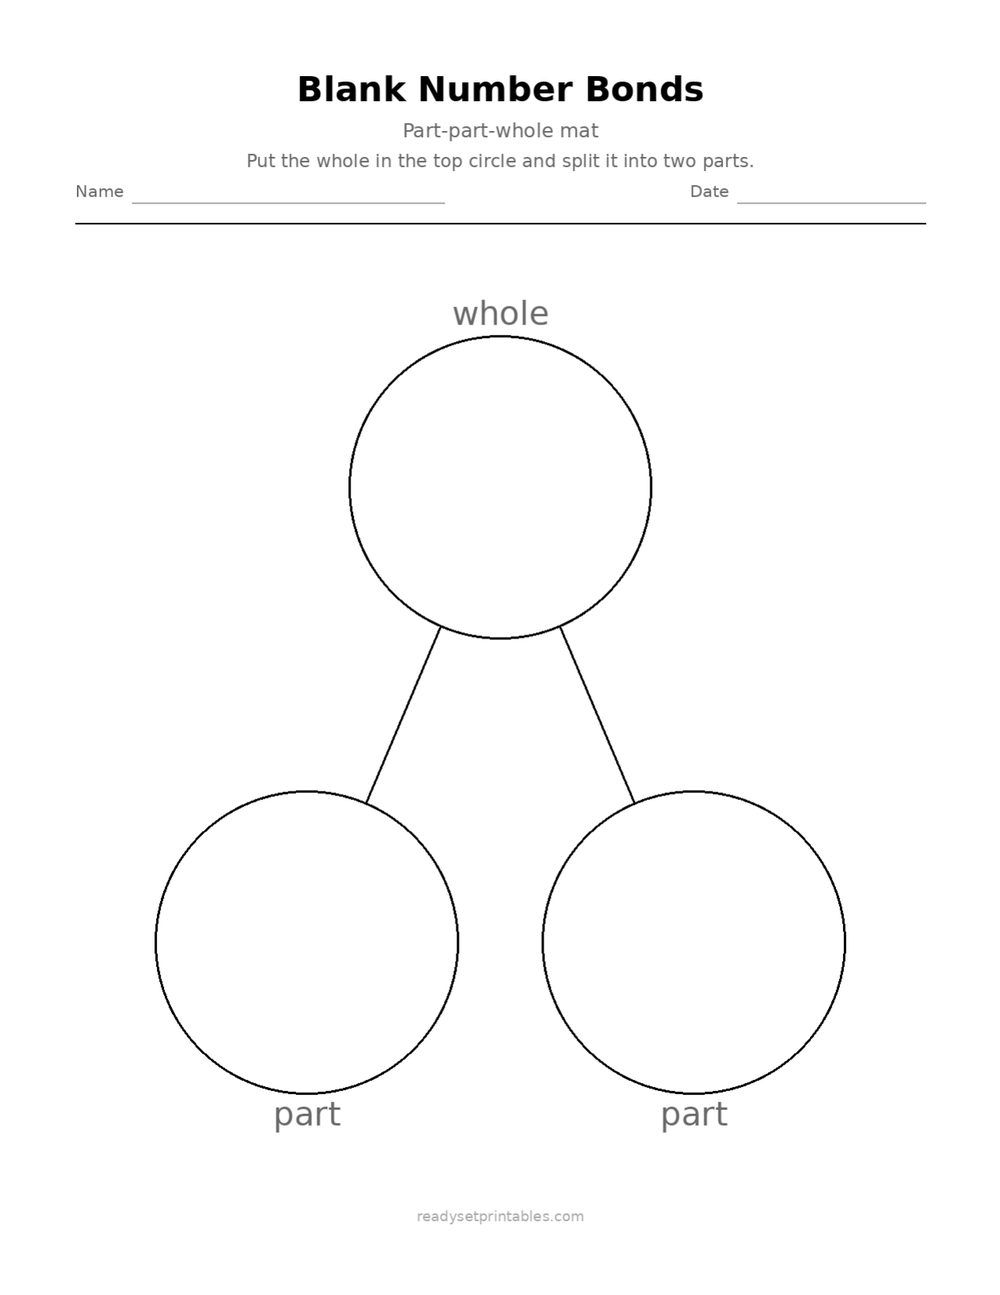 Blank Number Bonds
Part-part-whole mat
Put the whole in the top circle and split it into two parts.
Name Date
whole
part part
readysetprintables.com